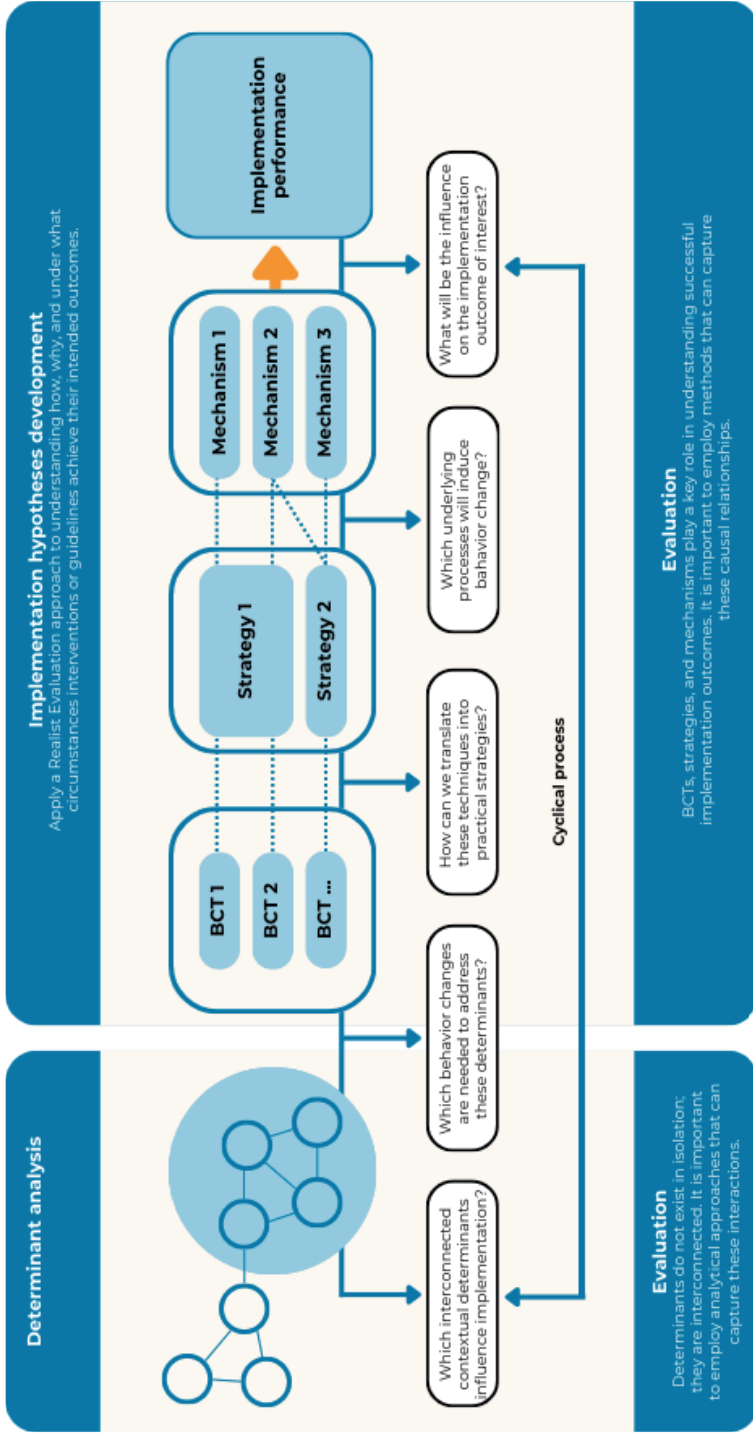 Determinant analysis
Implementation hypotheses development
Apply a Realist Evaluation approach to understanding how, why, and under what
circumstances interventions or guidelines achieve their intended outcomes.
BCT 1
BCT 2
BCT ...
Strategy 1
Strategy 2
Mechanism 1
Mechanism 2
Mechanism 3
Implementation
performance
Which interconnected
contextual determinants
influence implementation?
Which behavior changes
are needed to address
these determinants?
How can we translate
these techniques into
practical strategies?
Which underlying
processes will induce
bahavior change?
What will be the influence
on the implementation
outcome of interest?
Cyclical process
Evaluation
Determinants do not exist in isolation;
they are interconnected. It is important
to employ analytical approaches that can
capture these interactions.
Evaluation
BCTs, strategies, and mechanisms play a key role in understanding successful
implementation outcomes. It is important to employ methods that can capture
these causal relationships.